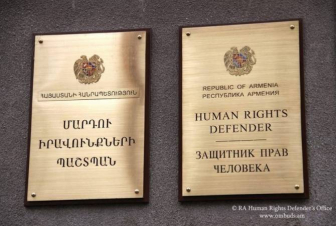 ՀԱՅԱՍՏԱՆԻ ՀԱՆՐԱՊԵՏՈՒԹՅՈՒՆ
ՄԱՐԴՈՒ
ԻՐԱՎՈՒՆՔՆԵՐԻ
ՊԱՇՏՊԱՆ
REPUBLIC OF ARMENIA
РЕСПУБЛИКА АРМЕНИЯ
HUMAN RIGHTS
DEFENDER
ЗАЩИТНИК ПРАВ
ЧЕЛОВЕКА
© RA Human Rights Defender's Office
www.ombuds.am